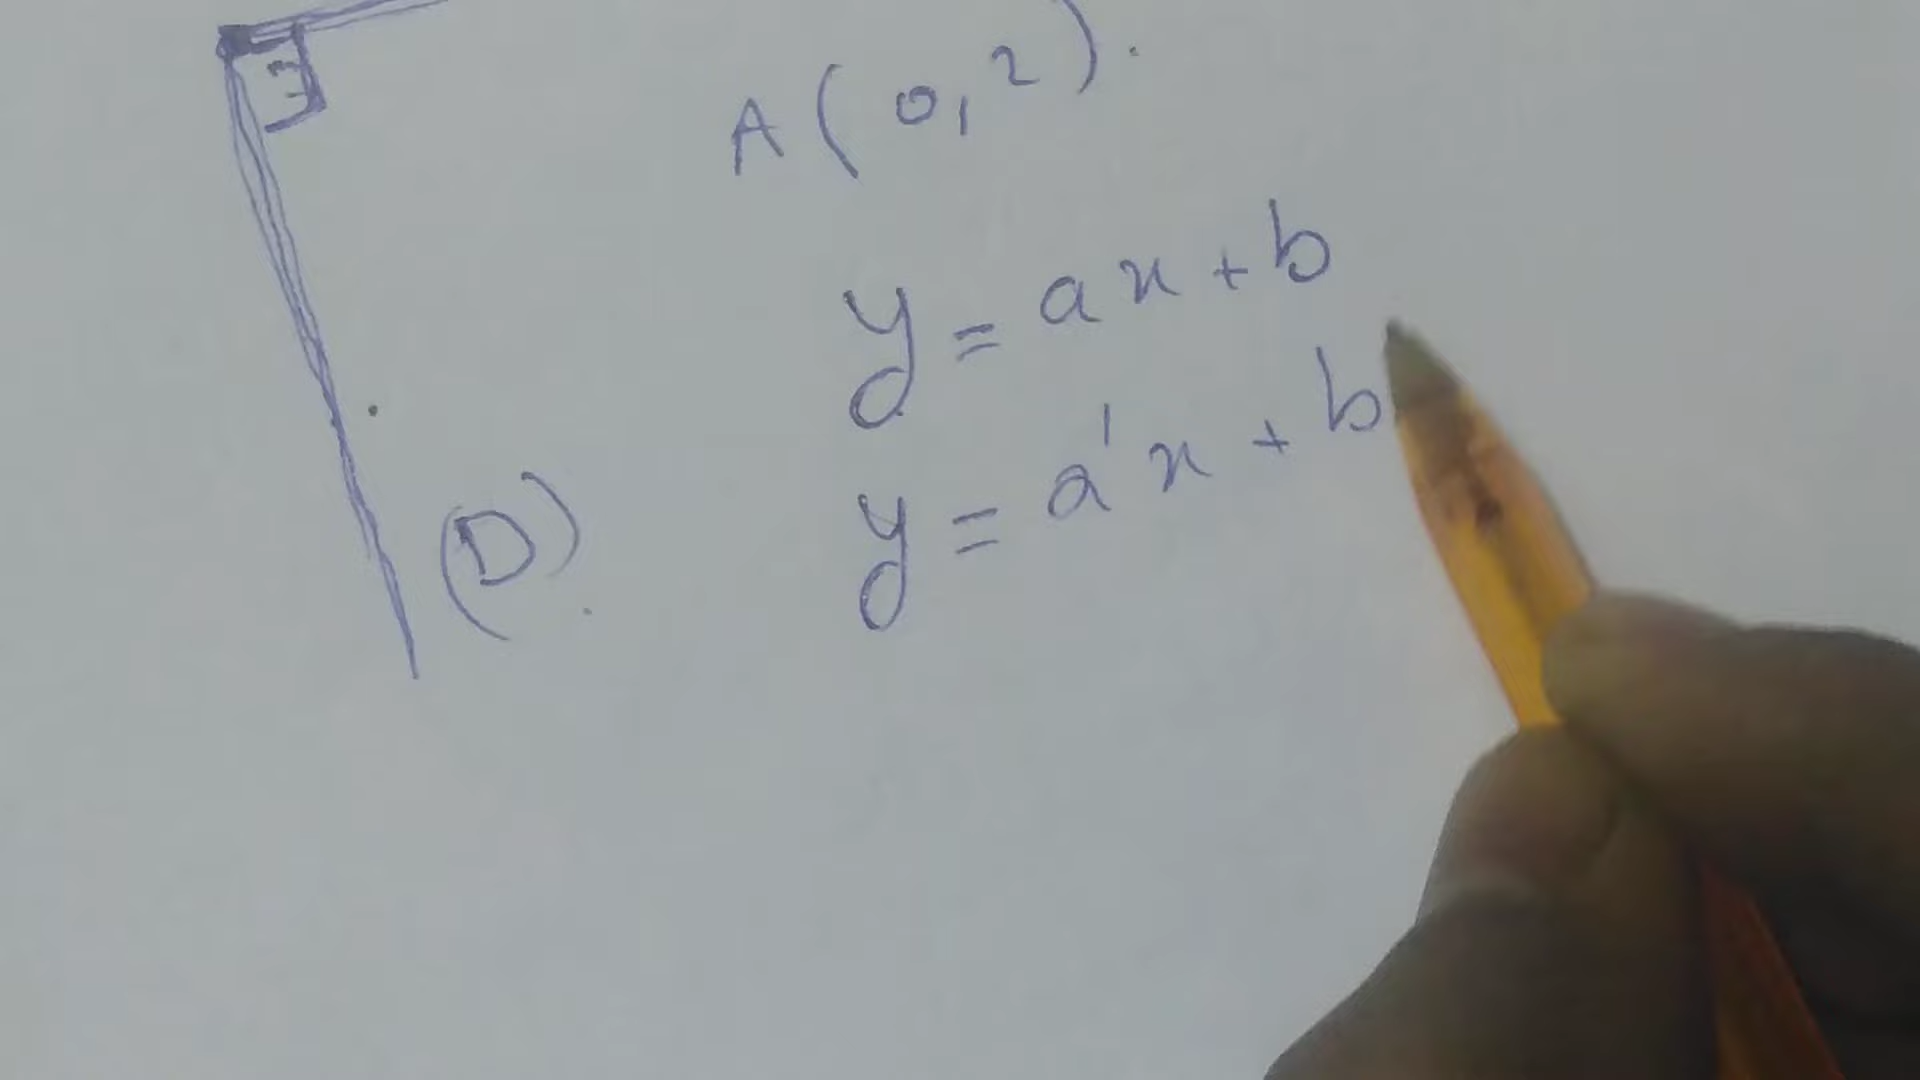 A(0,2).
y = ax + b
y = a'x + b
(D)